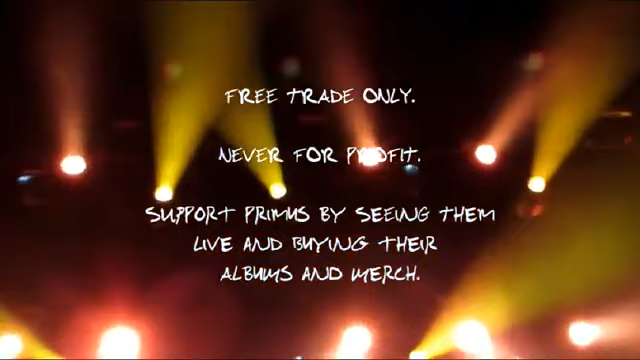 FREE TRADE ONLY.
NEVER FOR PROFIT.
SUPPORT PRIMUS BY SEEING THEM
LIVE AND BUYING THEIR
ALBUMS AND MERCH.